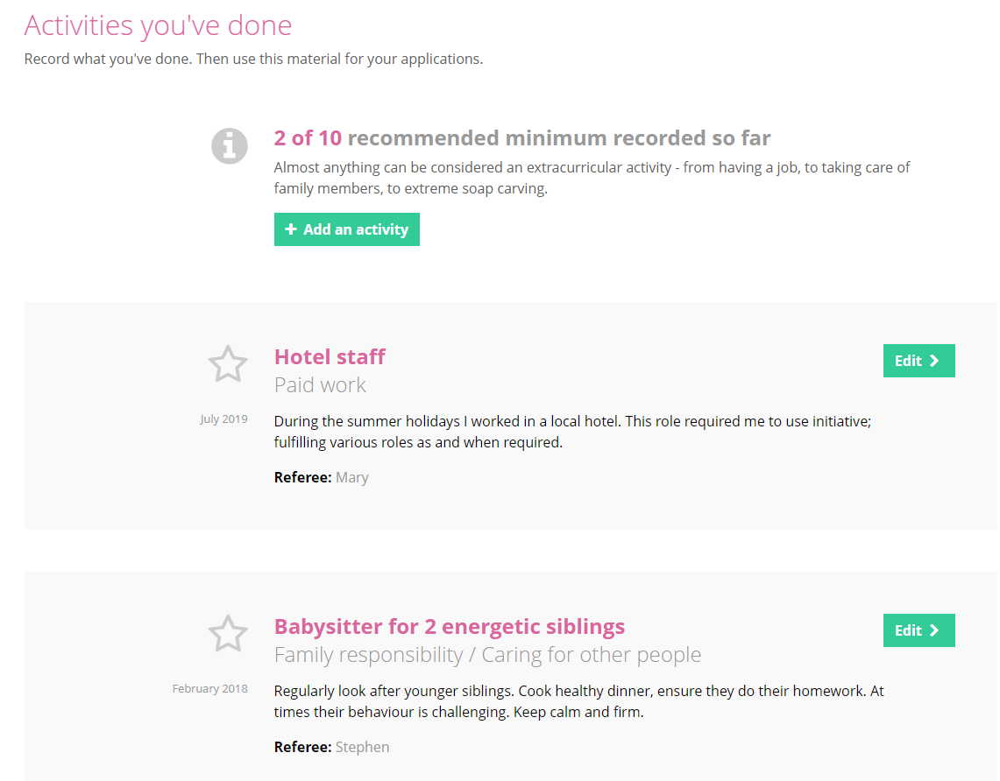 Activities you've done
Record what you've done. Then use this material for your applications.
2 of 10 recommended minimum recorded so far
Almost anything can be considered an extracurricular activity - from having a job, to taking care of
family members, to extreme soap carving.
+ Add an activity
Hotel staff
Edit
Paid work
July 2019
During the summer holidays I worked in a local hotel. This role required me to use initiative;
fulfilling various roles as and when required.
Referee: Mary
Babysitter for 2 energetic siblings
Edit
Family responsibility / Caring for other people
February 2018
Regularly look after younger siblings. Cook healthy dinner, ensure they do their homework. At
times their behaviour is challenging. Keep calm and firm.
Referee: Stephen